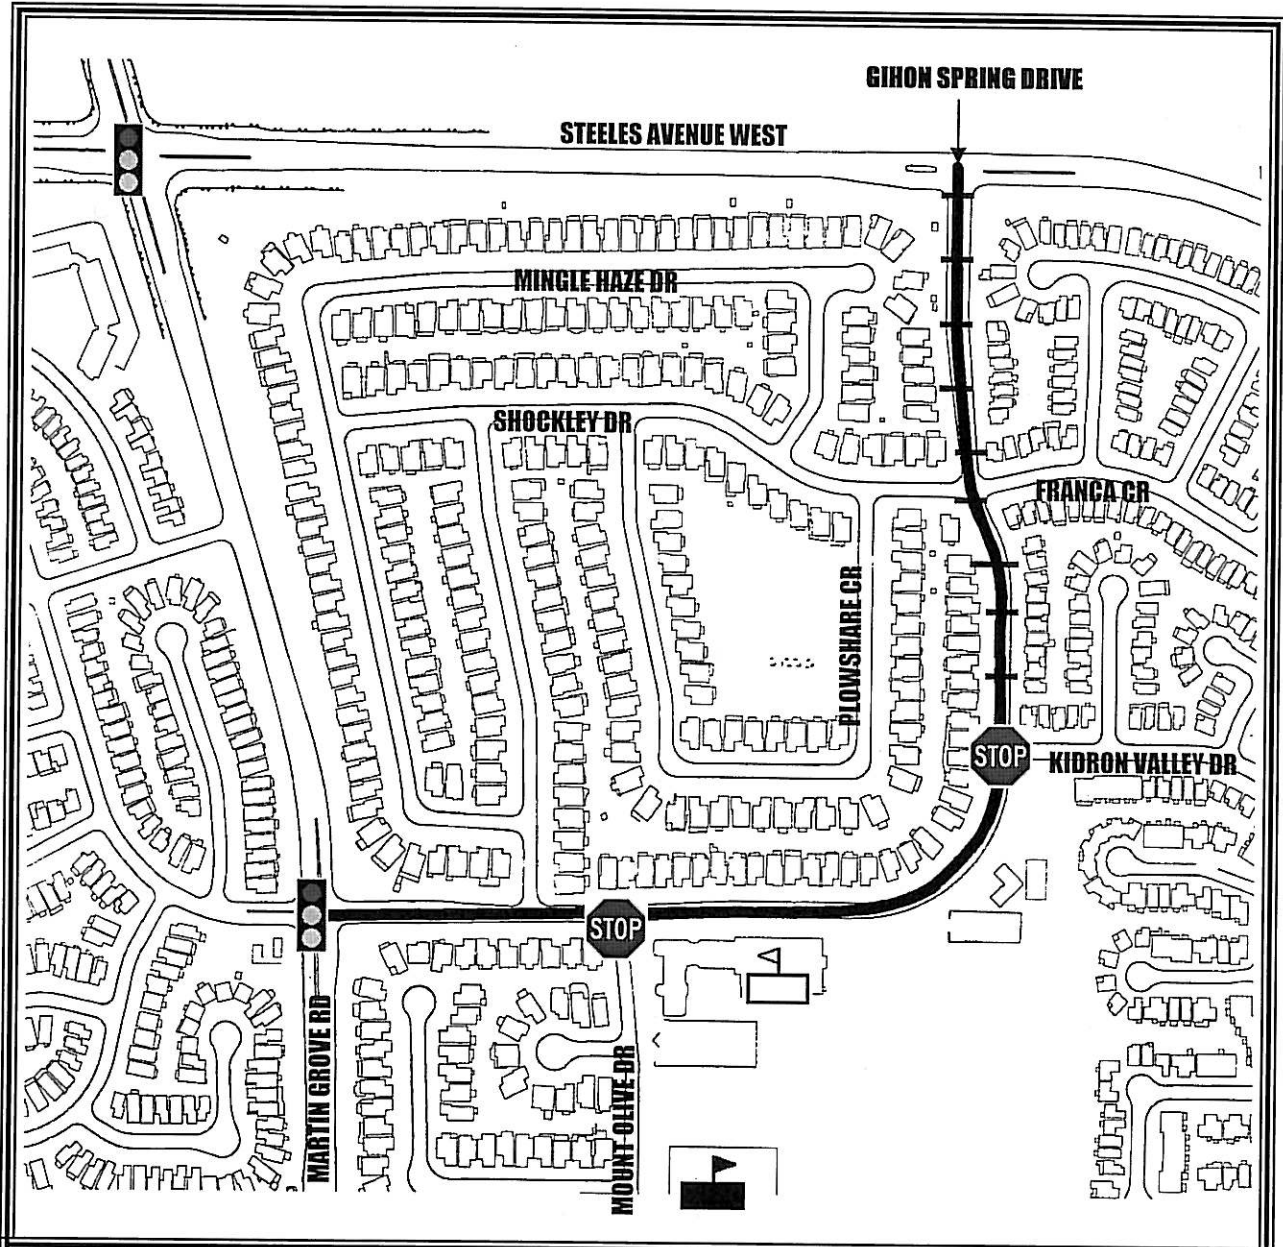 GIHON SPRING DRIVE
STEELES AVENUE WEST
MINGLE HAZE DR
SHOCKLEY DR
FRANCA CR
PLOWSHARE CR
STOP
KIDRON VALLEY DR
STOP
MARTIN GROVE RD
MOUNT OLIVE DR